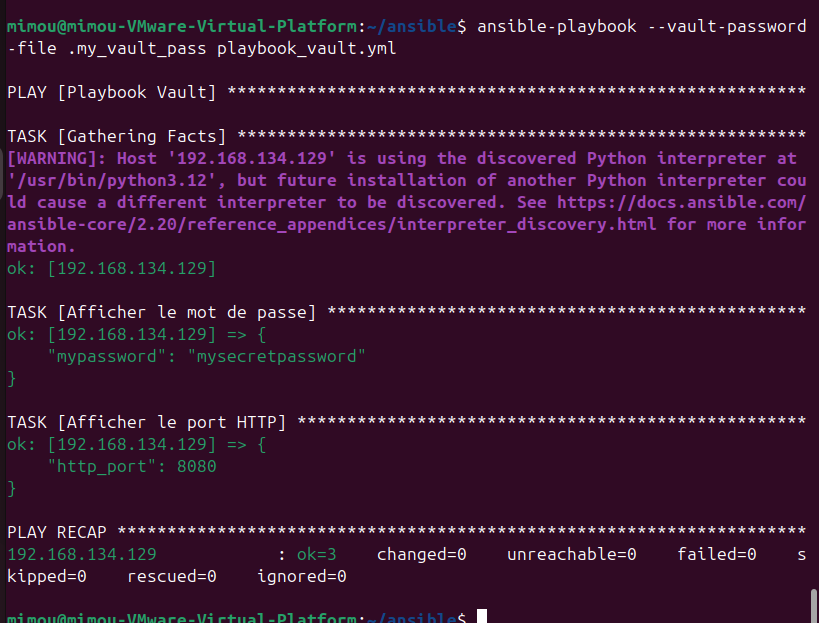 mimou@mimou-VMware-Virtual-Platform:~/ansible$ ansible-playbook --vault-password
-file .my_vault_pass playbook_vault.yml
PLAY [Playbook Vault] **********************************************************
TASK [Gathering Facts] *********************************************************
[WARNING]: Host '192.168.134.129' is using the discovered Python interpreter at
'/usr/bin/python3.12', but future installation of another Python interpreter cou
ld cause a different interpreter to be discovered. See https://docs.ansible.com/
ansible-core/2.20/reference_appendices/interpreter_discovery.html for more infor
mation.
ok: [192.168.134.129]
TASK [Afficher le mot de passe] ************************************************
ok: [192.168.134.129] => {
    "mypassword": "mysecretpassword"
}
TASK [Afficher le port HTTP] ***************************************************
ok: [192.168.134.129] => {
    "http_port": 8080
}
PLAY RECAP *********************************************************************
192.168.134.129            : ok=3    changed=0    unreachable=0    failed=0    s
kipped=0    rescued=0    ignored=0
mimou@mimou-VMware-Virtual-Platform:~/ansible$